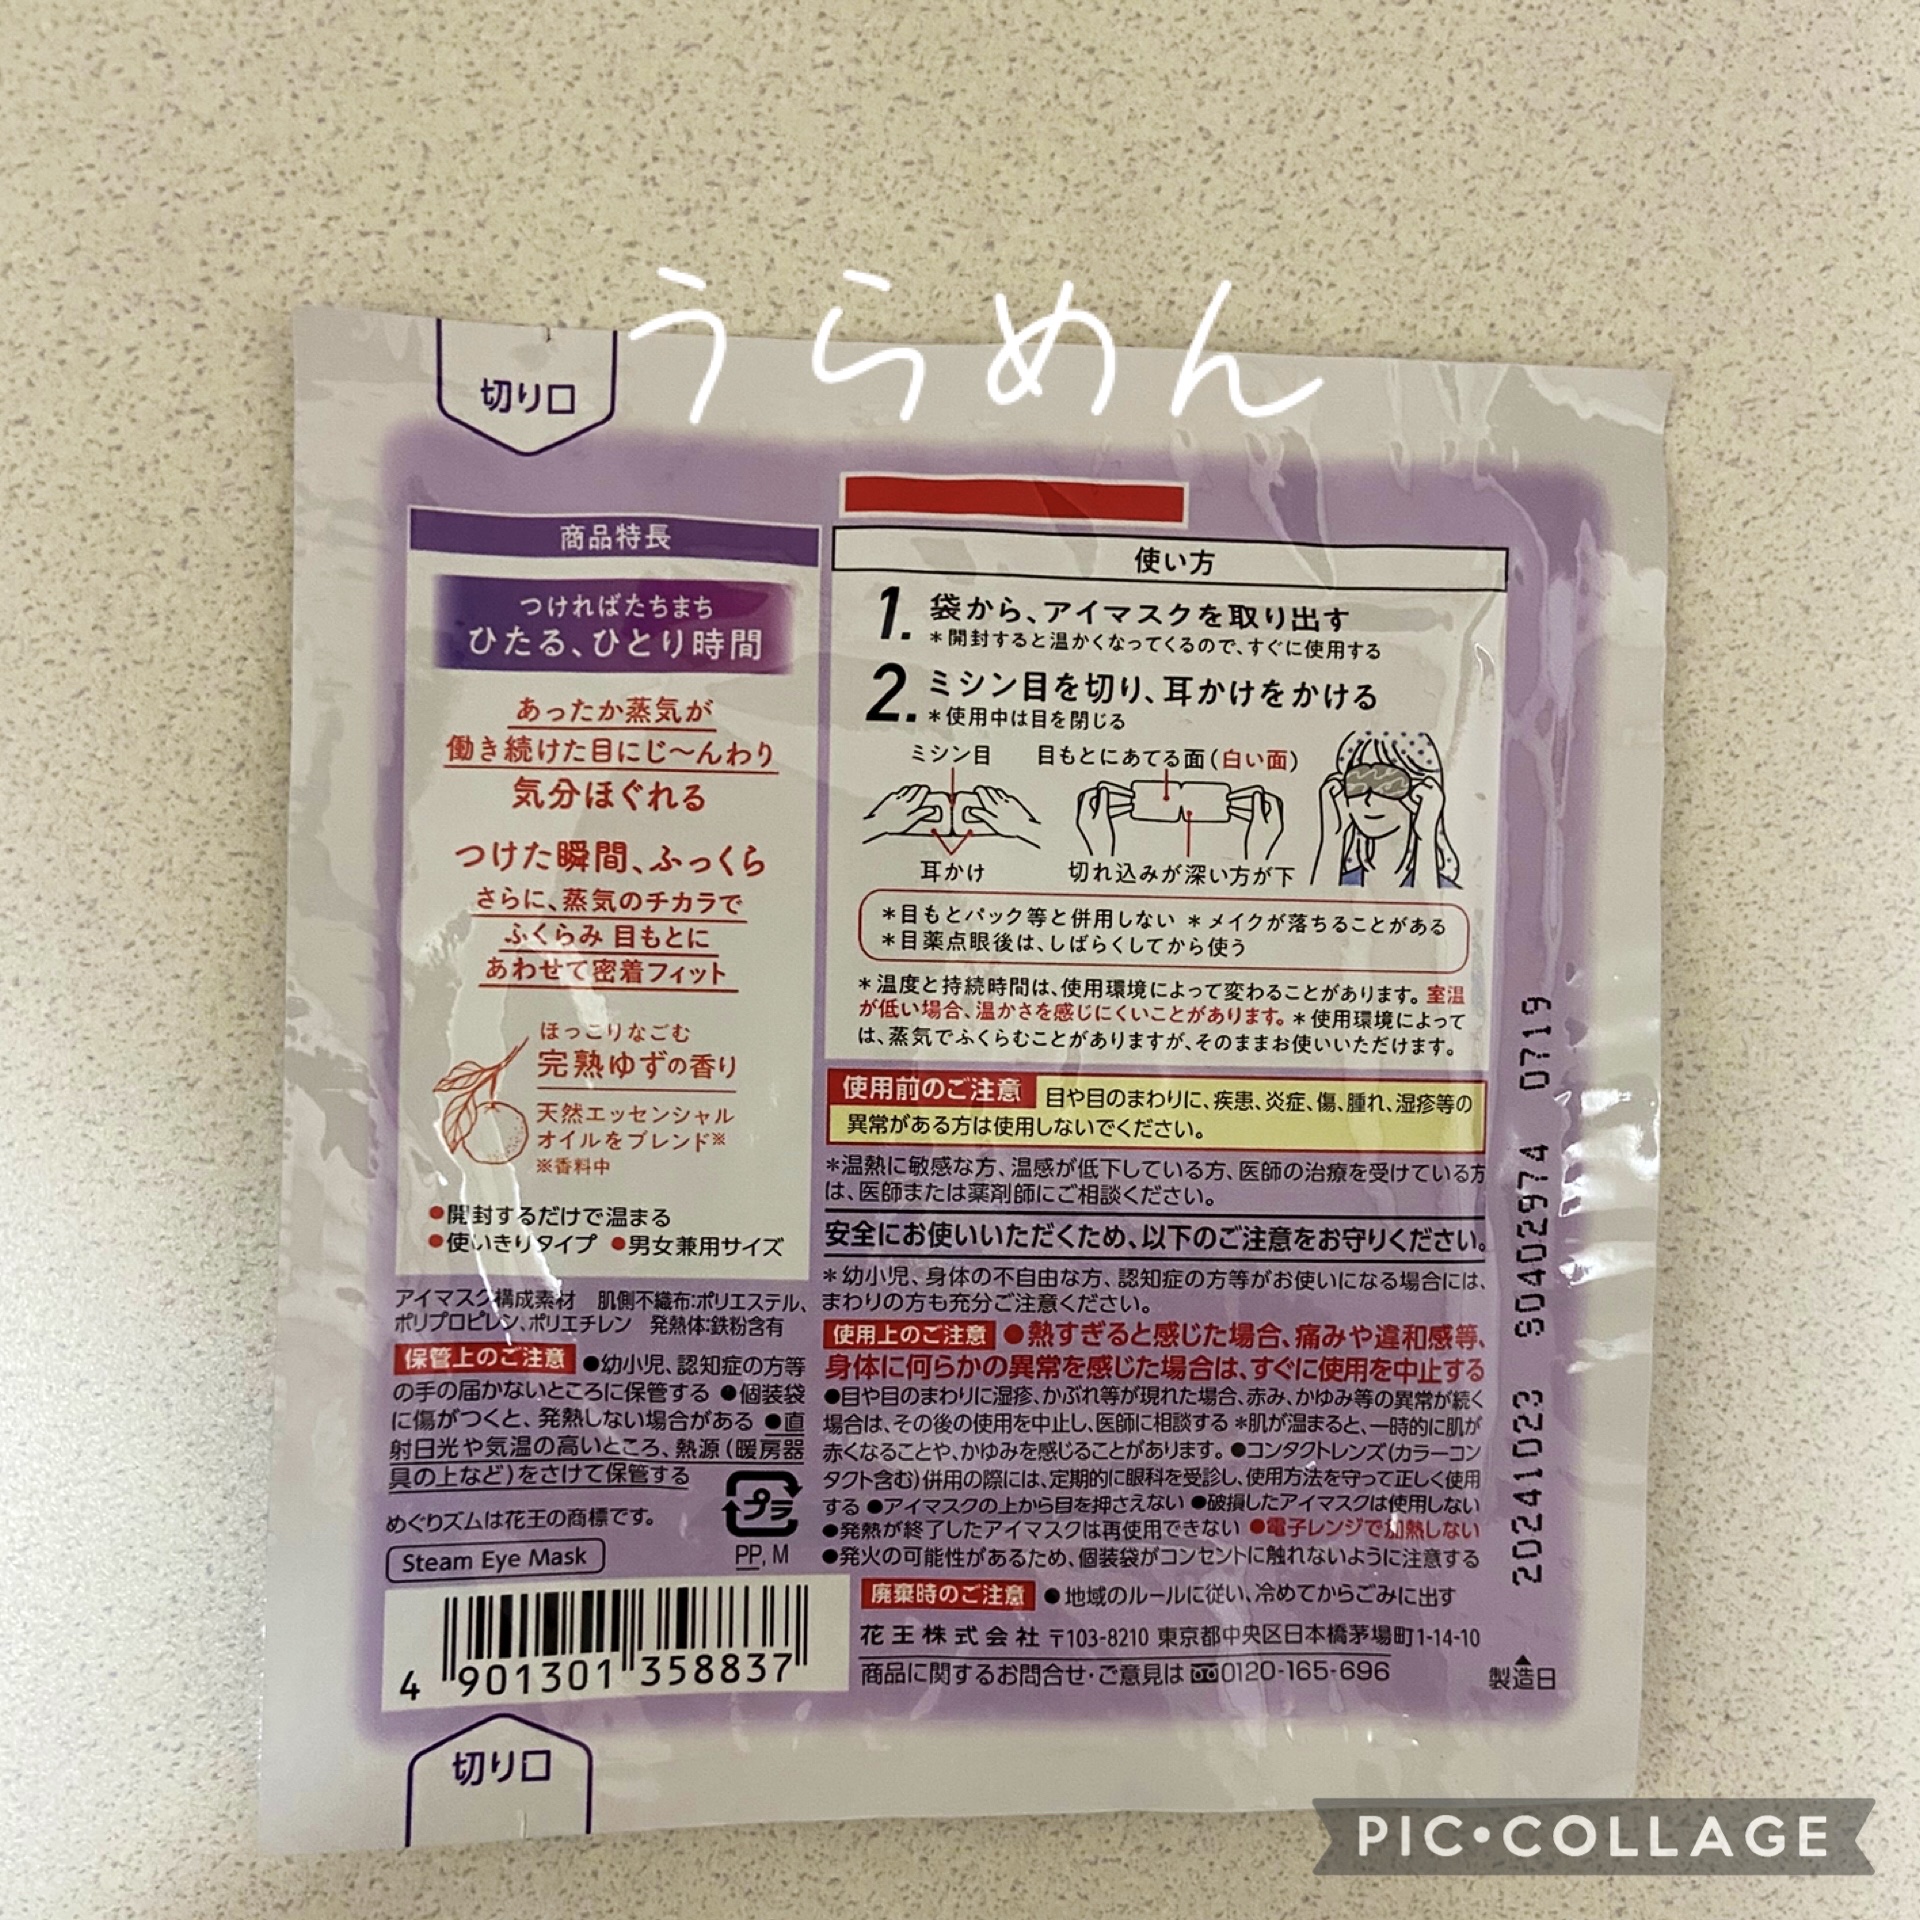 うらめん
切り口
商品特長
つければたちまち
ひたる、ひとり時間
あったか蒸気が
働き続けた目にじ〜んわり
気分ほぐれる
つけた瞬間、ふっくら
さらに、蒸気のチカラで
ふくらみ 目もとに
あわせて密着フィット
ほっこりなごむ
完熟ゆずの香り
天然エッセンシャル
オイルをブレンド※
※香料中
●開封するだけで温まる
●使いきりタイプ ●男女兼用サイズ
アイマスク構成素材 肌側不織布:ポリエステル、
ポリプロピレン、ポリエチレン 発熱体:鉄粉含有
保管上のご注意 ●幼小児、認知症の方等
の手の届かないところに保管する ●個装袋
に傷がつくと、発熱しない場合がある ●直
射日光や気温の高いところ、熱源(暖房器
具の上など)をさけて保管する
めぐりズムは花王の商標です。
プラ
PP, M
Steam Eye Mask
4 901301 358837
切り口
使い方
1. 袋から、アイマスクを取り出す
＊開封すると温かくなってくるので、すぐに使用する
2. ミシン目を切り、耳かけをかける
＊使用中は目を閉じる
ミシン目 目もとにあてる面(白い面)
耳かけ 切れ込みが深い方が下
＊目もとパック等と併用しない ＊メイクが落ちることがある
＊目薬点眼後は、しばらくしてから使う
＊温度と持続時間は、使用環境によって変わることがあります。室温
が低い場合、温かさを感じにくいことがあります。＊使用環境によって
は、蒸気でふくらむことがありますが、そのままお使いいただけます。
使用前のご注意 目や目のまわりに、疾患、炎症、傷、腫れ、湿疹等の
異常がある方は使用しないでください。
＊温熱に敏感な方、温感が低下している方、医師の治療を受けている方
は、医師または薬剤師にご相談ください。
安全にお使いいただくため、以下のご注意をお守りください。
＊幼小児、身体の不自由な方、認知症の方等がお使いになる場合には、
まわりの方も充分ご注意ください。
使用上のご注意 ●熱すぎると感じた場合、痛みや違和感等、
身体に何らかの異常を感じた場合は、すぐに使用を中止する
●目や目のまわりに湿疹、かぶれ等が現れた場合、赤み、かゆみ等の異常が続く
場合は、その後の使用を中止し、医師に相談する ＊肌が温まると、一時的に肌が
赤くなることや、かゆみを感じることがあります。●コンタクトレンズ(カラーコン
タクト含む)併用の際には、定期的に眼科を受診し、使用方法を守って正しく使用
する ●アイマスクの上から目を押さえない ●破損したアイマスクは使用しない
●発熱が終了したアイマスクは再使用できない ●電子レンジで加熱しない
●発火の可能性があるため、個装袋がコンセントに触れないように注意する
廃棄時のご注意 ●地域のルールに従い、冷めてからごみに出す
花王株式会社 〒103-8210 東京都中央区日本橋茅場町1-14-10
商品に関するお問合せ・ご意見は 0120-165-696
20241023 S0402974 0719
製造日
PIC•COLLAGE